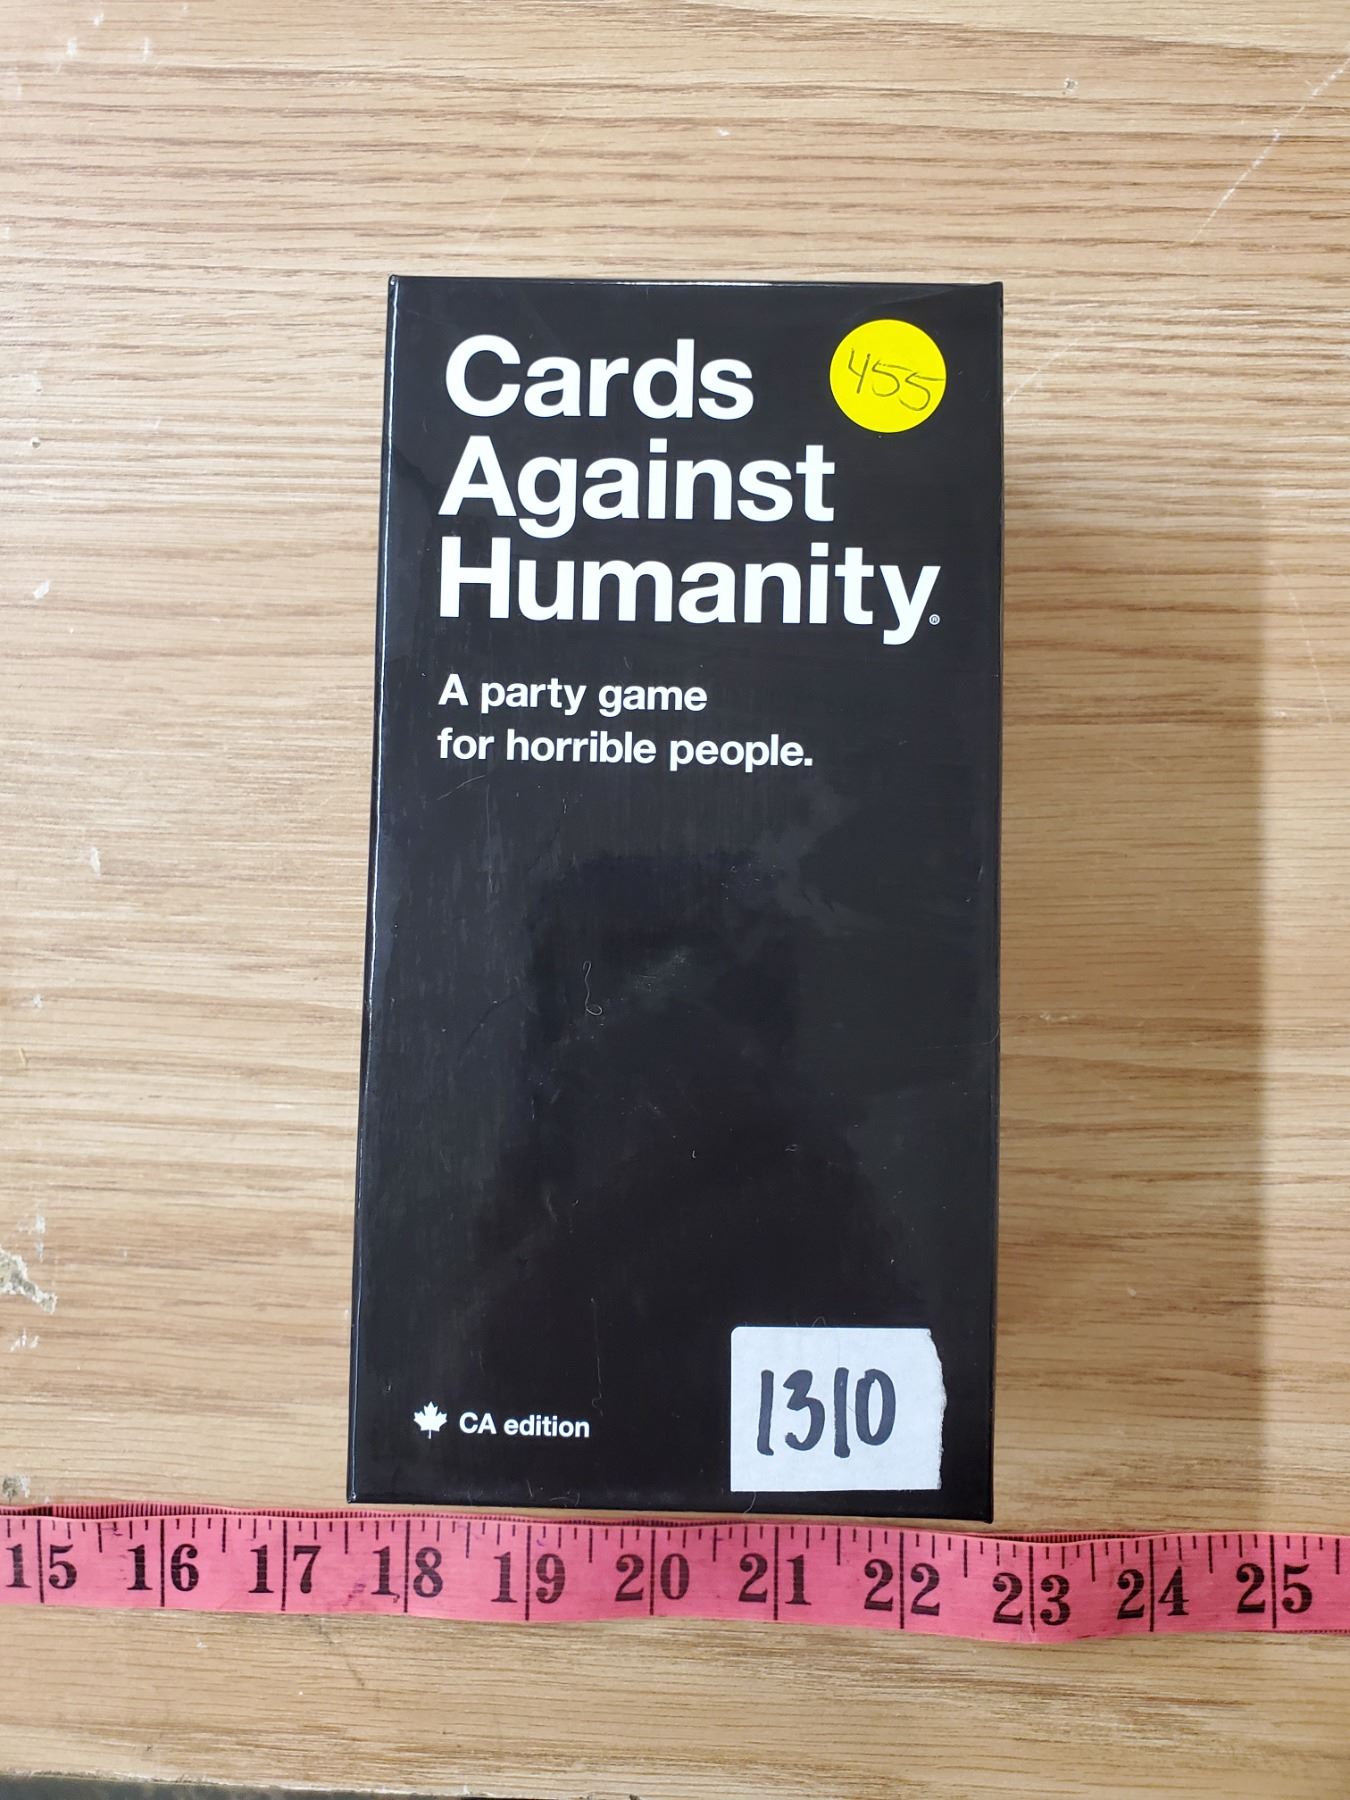 Cards
455
Against
Humanity®
A party game
for horrible people.
CA edition
1310
15 16 17 18 19 20 21 22 23 24 25